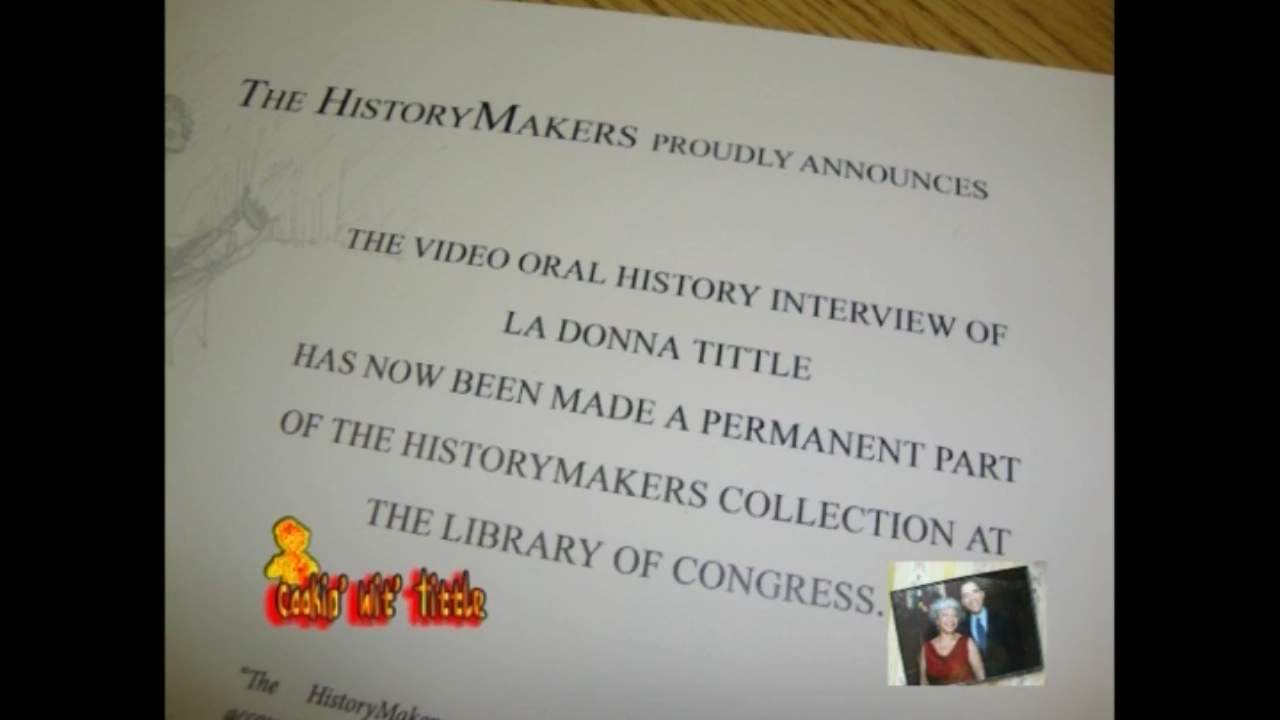 THE HISTORYMAKERS PROUDLY ANNOUNCES
THE VIDEO ORAL HISTORY INTERVIEW OF
LA DONNA TITTLE
HAS NOW BEEN MADE A PERMANENT PART
OF THE HISTORYMAKERS COLLECTION AT
THE LIBRARY OF CONGRESS.
Cookin' Wit' Tittle
"The